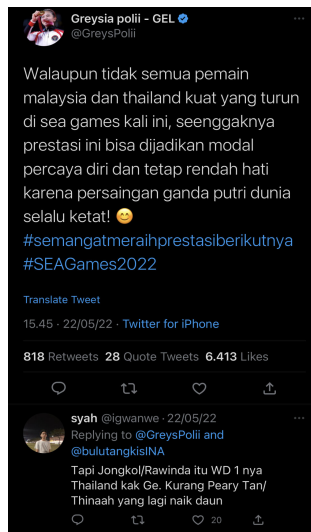 Greysia polii - GEL
@GreysPolii
Walaupun tidak semua pemain
malaysia dan thailand kuat yang turun
di sea games kali ini, seenggaknya
prestasi ini bisa dijadikan modal
percaya diri dan tetap rendah hati
karena persaingan ganda putri dunia
selalu ketat! 😊
#semangatmeraihprestasiberikutnya
#SEAGames2022
Translate Tweet
15.45 · 22/05/22 · Twitter for iPhone
818 Retweets 28 Quote Tweets 6.413 Likes
syah @igwanwe · 22/05/22
Replying to @GreysPolii and
@bulutangkisINA
Tapi Jongkol/Rawinda itu WD 1 nya
Thailand kak Ge. Kurang Peary Tan/
Thinaah yang lagi naik daun
20